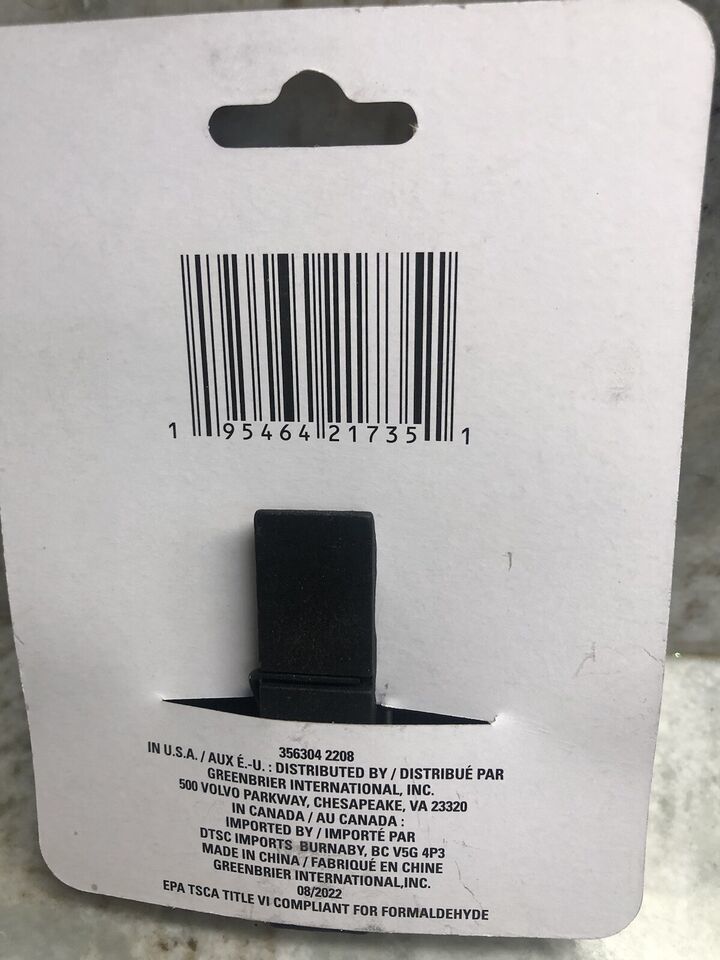 1 95464 21735 1
356304 2208
IN U.S.A. / AUX É.-U. : DISTRIBUTED BY / DISTRIBUÉ PAR
GREENBRIER INTERNATIONAL, INC.
500 VOLVO PARKWAY, CHESAPEAKE, VA 23320
IN CANADA / AU CANADA :
IMPORTED BY / IMPORTÉ PAR
DTSC IMPORTS BURNABY, BC V5G 4P3
MADE IN CHINA / FABRIQUÉ EN CHINE
GREENBRIER INTERNATIONAL,INC.
08/2022
EPA TSCA TITLE VI COMPLIANT FOR FORMALDEHYDE